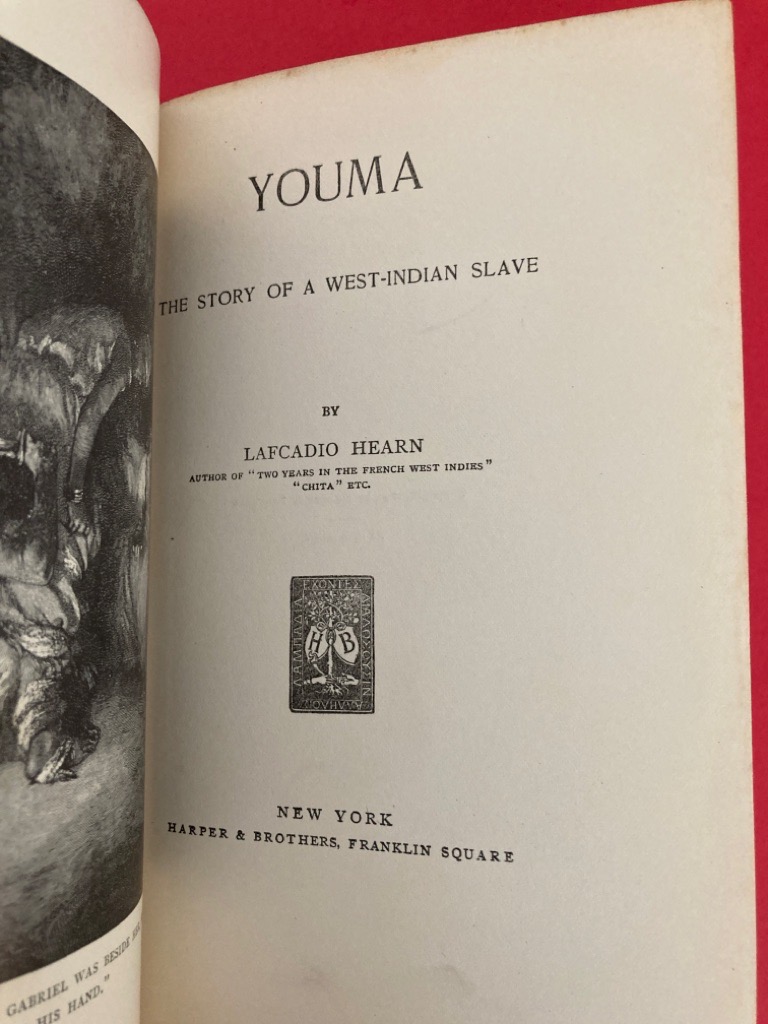 YOUMA
THE STORY OF A WEST-INDIAN SLAVE
BY
LAFCADIO HEARN
AUTHOR OF "TWO YEARS IN THE FRENCH WEST INDIES"
"CHITA" ETC.
H B
NEW YORK
HARPER & BROTHERS, FRANKLIN SQUARE
GABRIEL WAS BESIDE
HIS HAND."